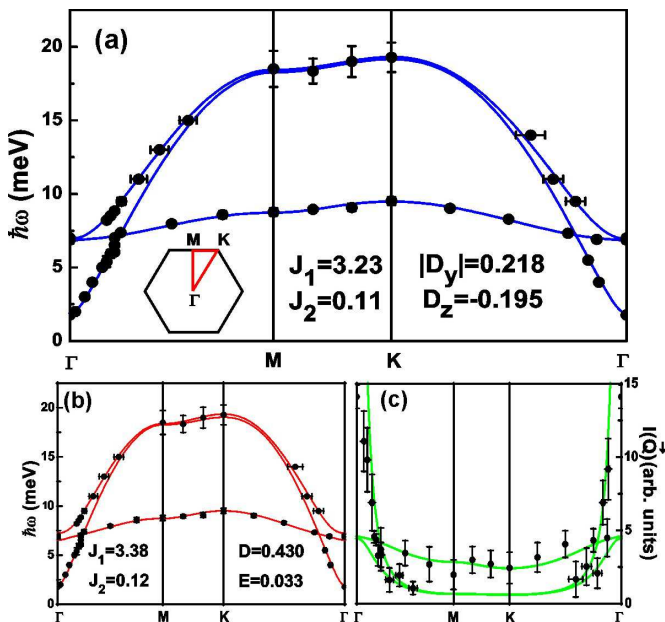 (a)
20
15
10
5
0
ħω (meV)
M K
Γ
J1=3.23 |Dy|=0.218
J2=0.11 Dz=-0.195
Γ M K Γ
(b) (c)
20
15
10
5
0
ħω (meV)
J1=3.38 D=0.430
J2=0.12 E=0.033
Γ M K Γ
15
10
5
0
I(Q⃗)(arb. units)
Γ M K Γ